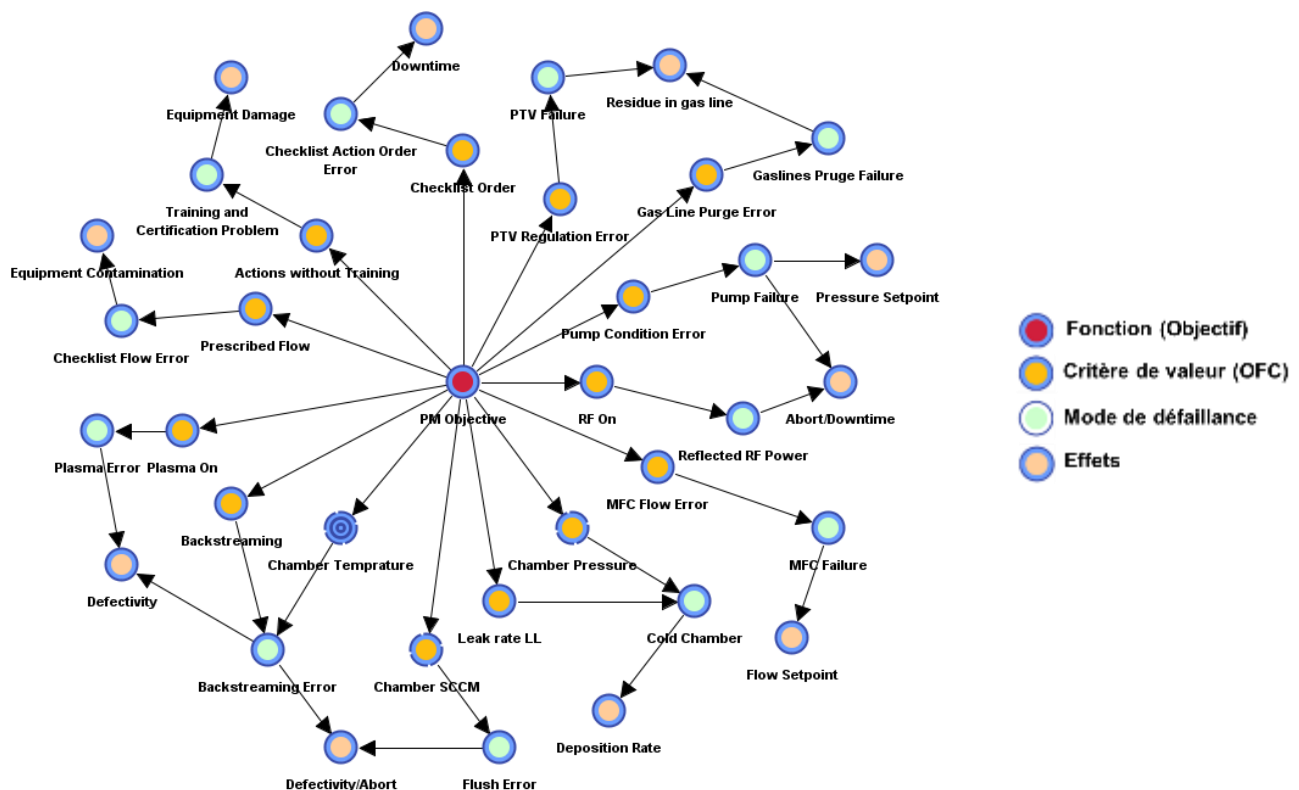 Downtime
Equipment Damage
PTV Failure
Residue in gas line
Checklist Action Order
Error
Checklist Order
Gaslines Pruge Failure
Training and
Certification Problem
Gas Line Purge Error
PTV Regulation Error
Equipment Contamination
Actions without Training
Pump Failure
Pressure Setpoint
Checklist Flow Error
Prescribed Flow
Pump Condition Error
Fonction (Objectif)
Critère de valeur (OFC)
Mode de défaillance
Effets
PM Objective
RF On
Abort/Downtime
Reflected RF Power
Plasma Error
Plasma On
MFC Flow Error
Backstreaming
Chamber Temprature
Chamber Pressure
MFC Failure
Defectivity
Leak rate LL
Cold Chamber
Backstreaming Error
Chamber SCCM
Flow Setpoint
Deposition Rate
Defectivity/Abort
Flush Error